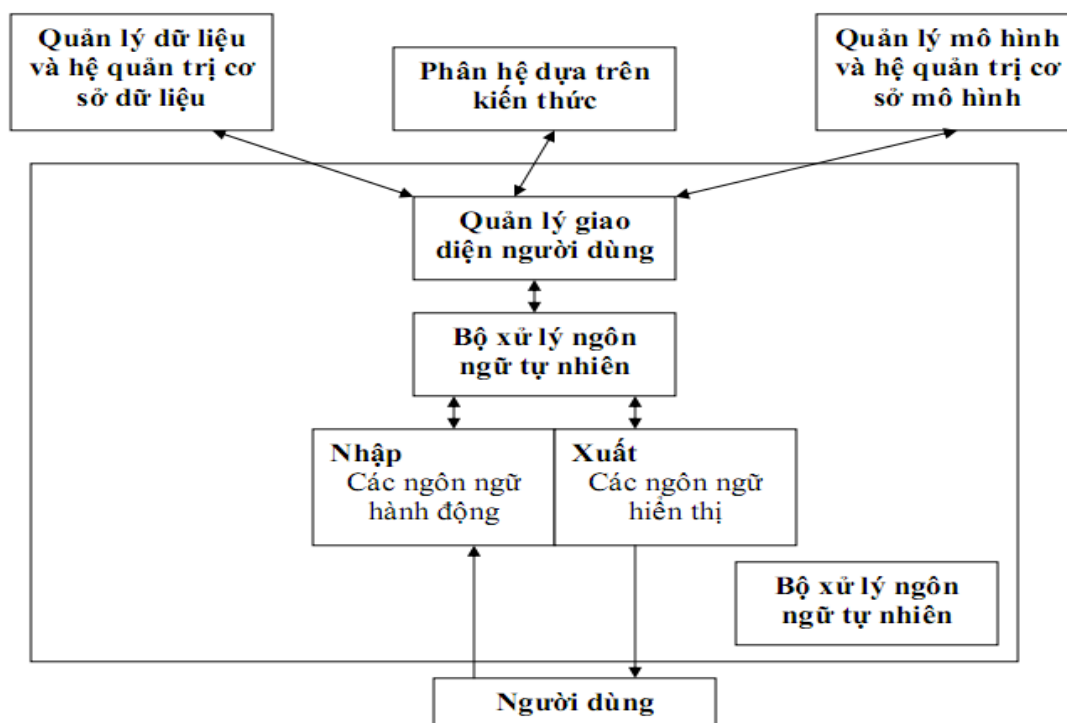 Quản lý dữ liệu
và hệ quản trị cơ
sở dữ liệu
Phân hệ dựa trên
kiến thức
Quản lý mô hình
và hệ quản trị cơ
sở mô hình
Quản lý giao
diện người dùng
Bộ xử lý ngôn
ngữ tự nhiên
Nhập
Các ngôn ngữ
hành động
Xuất
Các ngôn ngữ
hiển thị
Bộ xử lý ngôn
ngữ tự nhiên
Người dùng